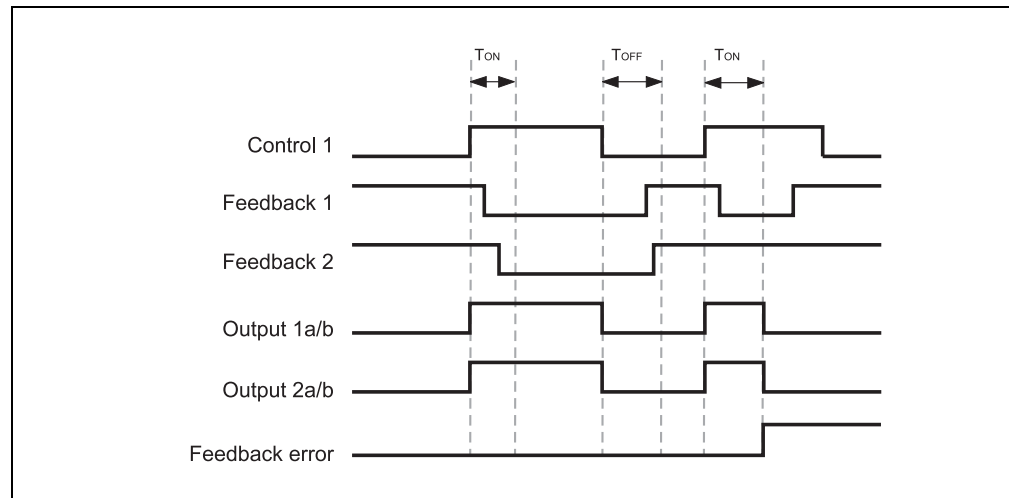 TON TOFF TON
Control 1
Feedback 1
Feedback 2
Output 1a/b
Output 2a/b
Feedback error